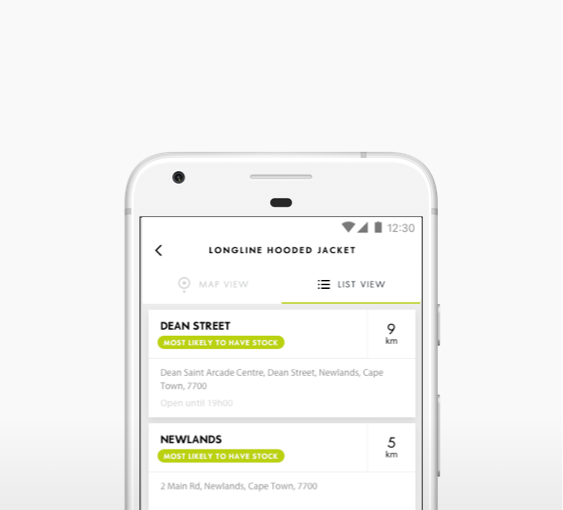 12:30
LONGLINE HOODED JACKET
MAP VIEW
LIST VIEW
DEAN STREET
9
MOST LIKELY TO HAVE STOCK
km
Dean Saint Arcade Centre, Dean Street, Newlands, Cape
Town, 7700
Open until 19h00
NEWLANDS
5
MOST LIKELY TO HAVE STOCK
km
2 Main Rd, Newlands, Cape Town, 7700